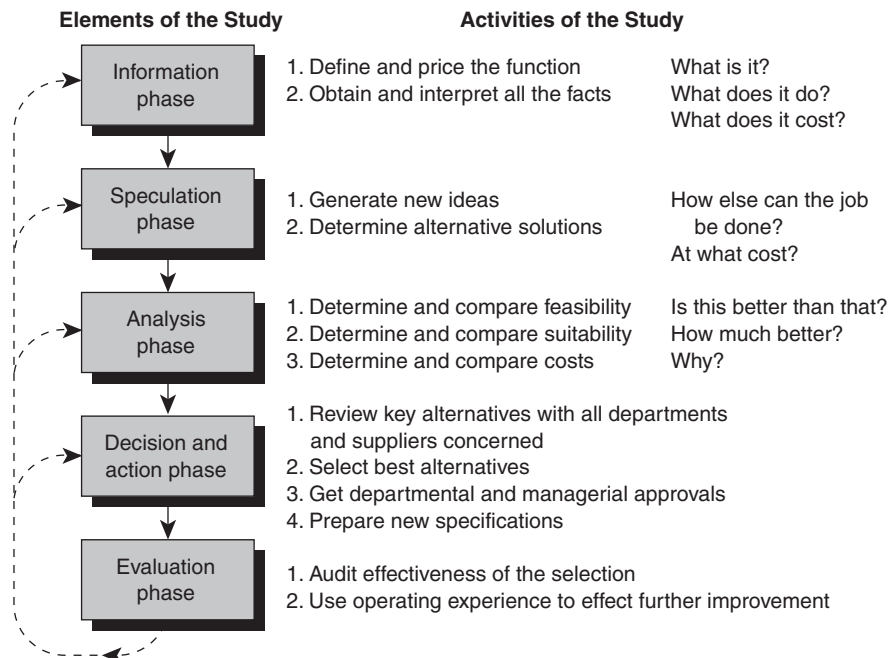 Elements of the Study
Activities of the Study
Information
phase
1. Define and price the function
2. Obtain and interpret all the facts
What is it?
What does it do?
What does it cost?
Speculation
phase
1. Generate new ideas
2. Determine alternative solutions
How else can the job
be done?
At what cost?
Analysis
phase
1. Determine and compare feasibility
2. Determine and compare suitability
3. Determine and compare costs
Is this better than that?
How much better?
Why?
Decision and
action phase
1. Review key alternatives with all departments
and suppliers concerned
2. Select best alternatives
3. Get departmental and managerial approvals
4. Prepare new specifications
Evaluation
phase
1. Audit effectiveness of the selection
2. Use operating experience to effect further improvement